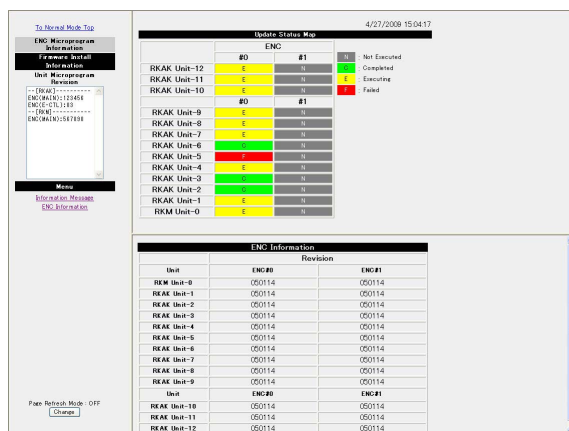 To Normal Mode Top
ENC Microprogram
Information
Firmware Install
Information
Unit Microprogram
Revision
--[RKAK]----------
ENC(MAIN):123456
ENC(E-CTL):03
--[RKM]-----------
ENC(MAIN):567890
Menu
Information Message
ENC Information
Page Refresh Mode : OFF
Change
4/27/2009 15:04:17
Update Status Map
ENC
#0 #1
RKAK Unit-12 E N
RKAK Unit-11 E N
RKAK Unit-10 E N
#0 #1
RKAK Unit-9 E N
RKAK Unit-8 E N
RKAK Unit-7 E N
RKAK Unit-6 C N
RKAK Unit-5 F N
RKAK Unit-4 E N
RKAK Unit-3 C N
RKAK Unit-2 C N
RKAK Unit-1 E N
RKM Unit-0 E N
N : Not Executed
C : Completed
E : Executing
F : Failed
ENC Information
Revision
Unit ENC#0 ENC#1
RKM Unit-0 050114 050114
RKAK Unit-1 050114 050114
RKAK Unit-2 050114 050114
RKAK Unit-3 050114 050114
RKAK Unit-4 050114 050114
RKAK Unit-5 050114 050114
RKAK Unit-6 050114 050114
RKAK Unit-7 050114 050114
RKAK Unit-8 050114 050114
RKAK Unit-9 050114 050114
Unit ENC#0 ENC#1
RKAK Unit-10 050114 050114
RKAK Unit-11 050114 050114
RKAK Unit-12 050114 050114